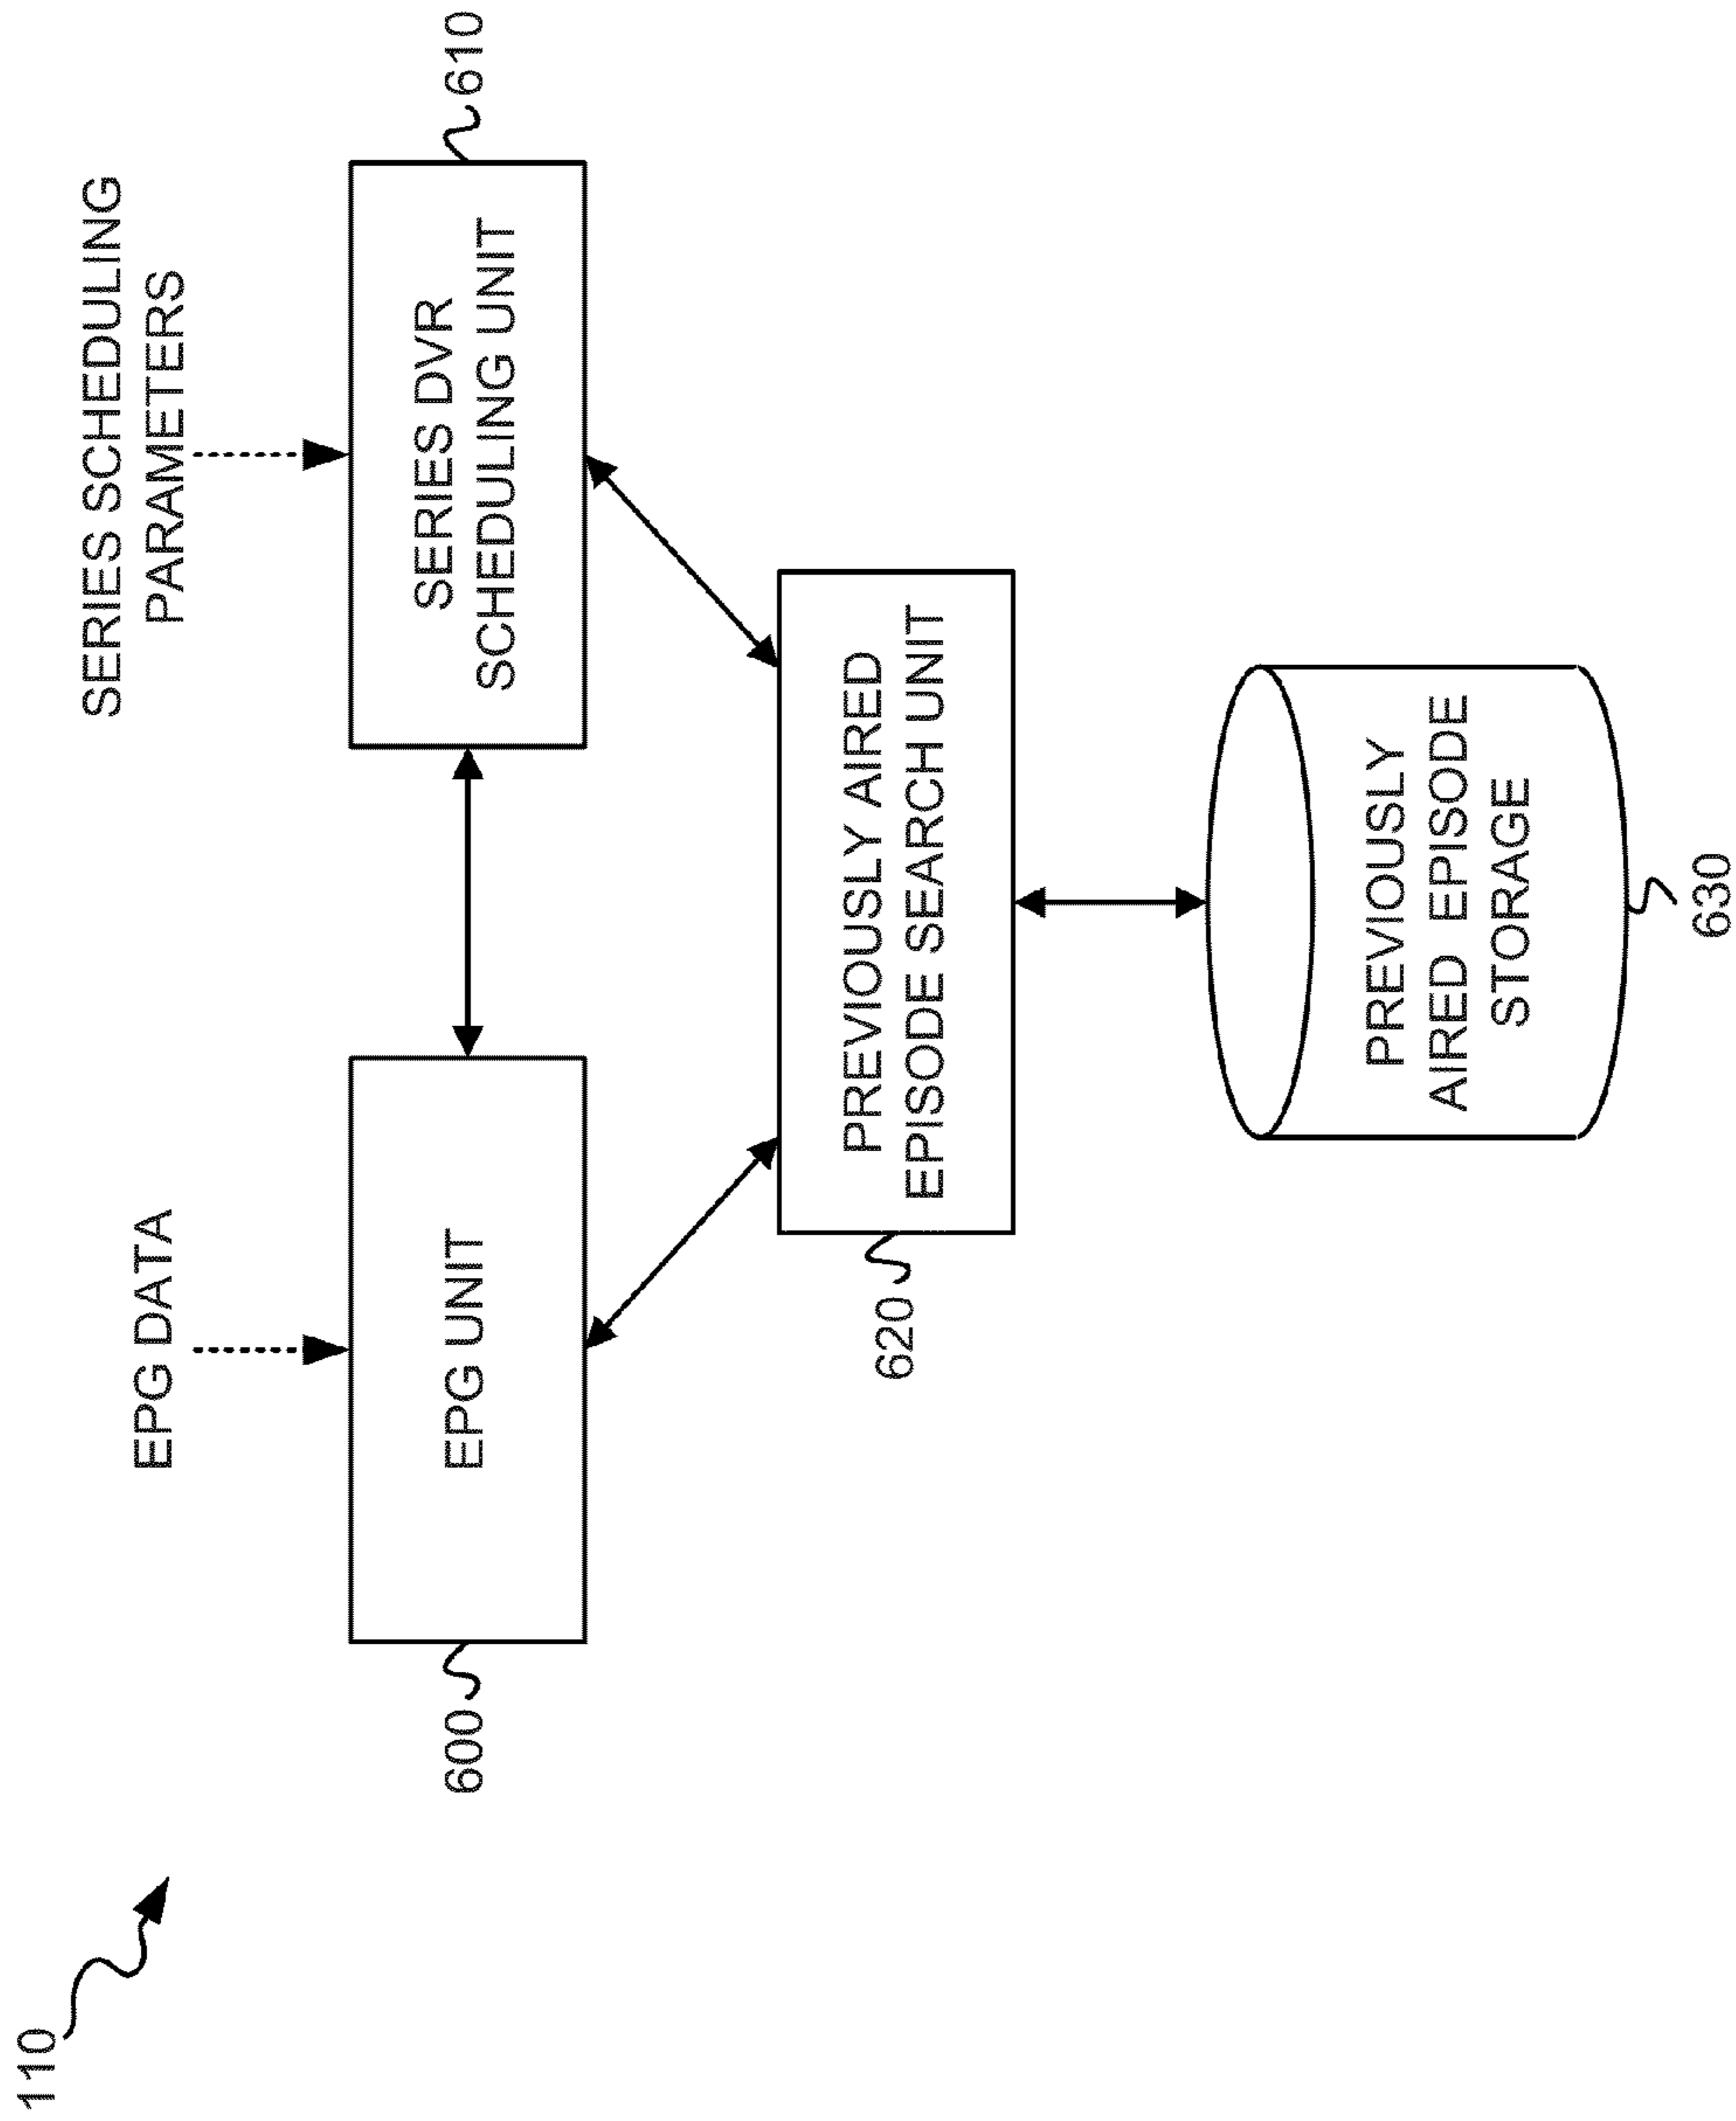 110
EPG DATA
SERIES SCHEDULING
PARAMETERS
600
EPG UNIT
SERIES DVR
SCHEDULING UNIT
610
620
PREVIOUSLY AIRED
EPISODE SEARCH UNIT
PREVIOUSLY
AIRED EPISODE
STORAGE
630